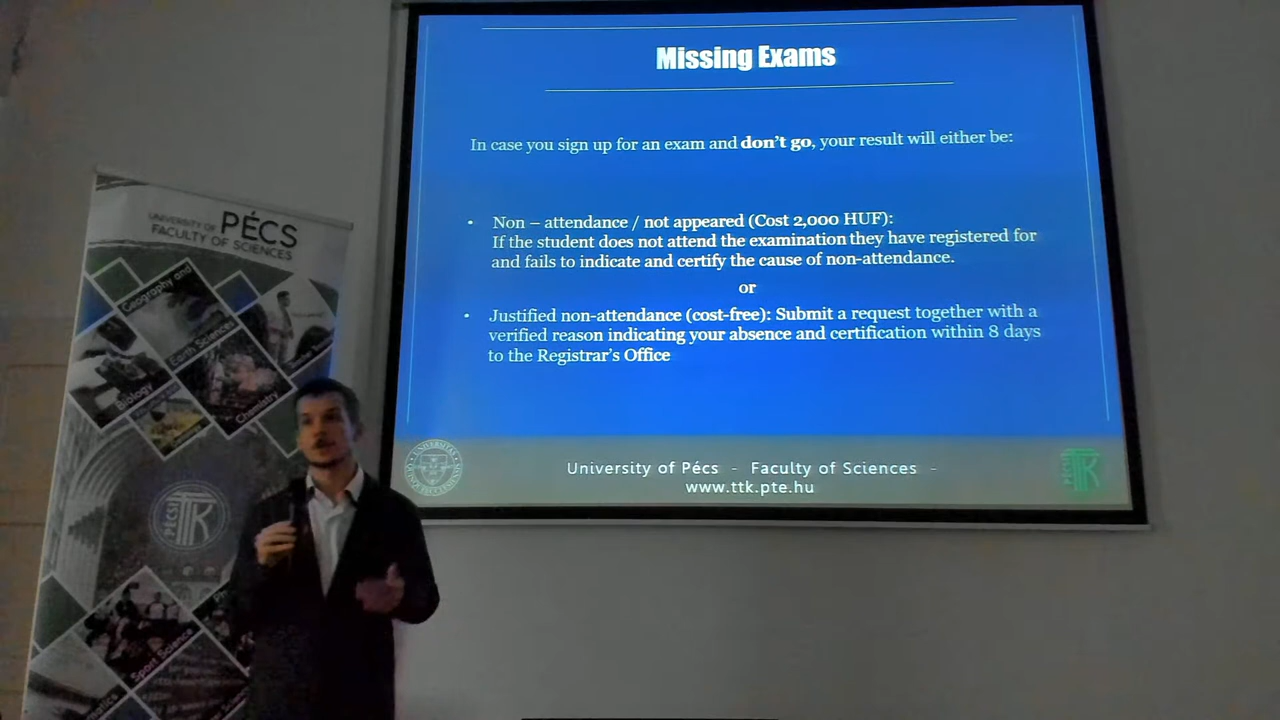 Missing Exams
In case you sign up for an exam and don't go, your result will either be:
• Non – attendance / not appeared (Cost 2,000 HUF):
If the student does not attend the examination they have registered for
and fails to indicate and certify the cause of non-attendance.
or
• Justified non-attendance (cost-free): Submit a request together with a
verified reason indicating your absence and certification within 8 days
to the Registrar's Office
University of Pécs - Faculty of Sciences -
www.ttk.pte.hu
PÉCSI TTK
UNIVERSITY OF PÉCS
FACULTY OF SCIENCES
Geography and
Earth Sciences
Biology
Chemistry
PÉCSI TTK
Sport Science